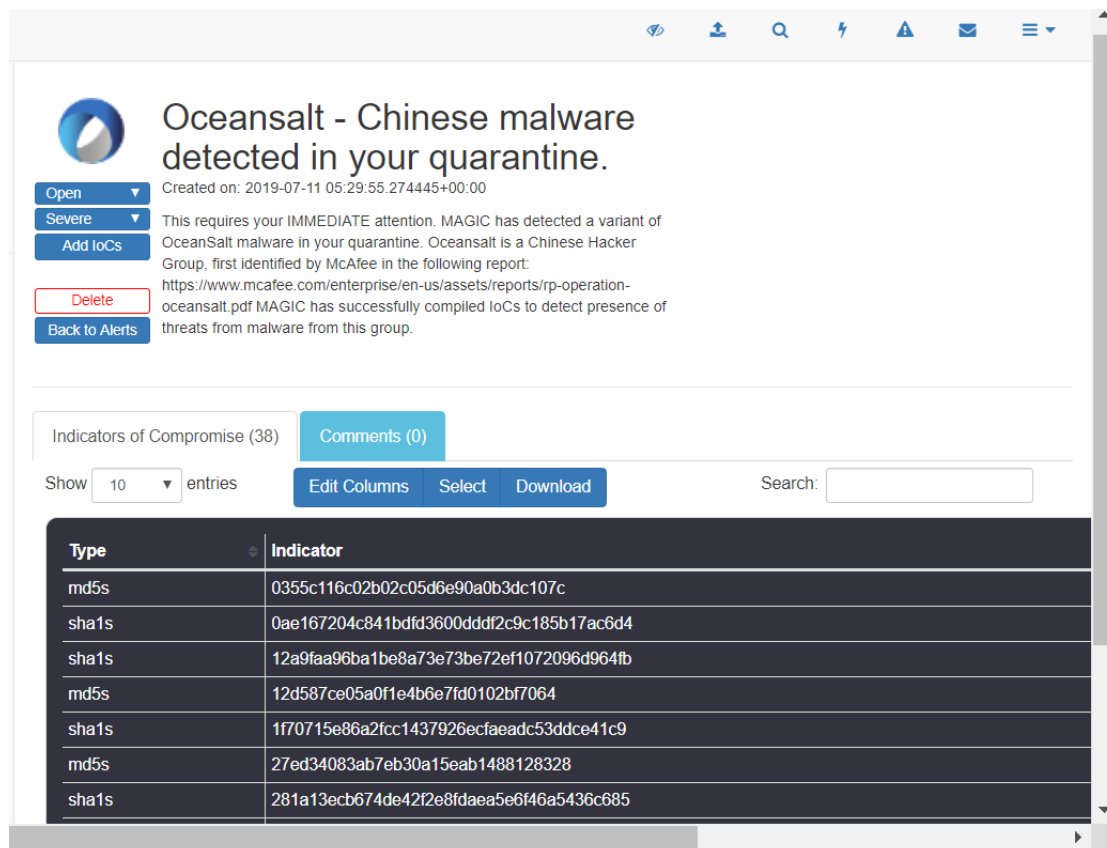 Oceansalt - Chinese malware
detected in your quarantine.
Created on: 2019-07-11 05:29:55.274445+00:00
Open
Severe
Add IoCs
Delete
Back to Alerts
This requires your IMMEDIATE attention. MAGIC has detected a variant of
OceanSalt malware in your quarantine. Oceansalt is a Chinese Hacker
Group, first identified by McAfee in the following report:
https://www.mcafee.com/enterprise/en-us/assets/reports/rp-operation-
oceansalt.pdf MAGIC has successfully compiled IoCs to detect presence of
threats from malware from this group.
Indicators of Compromise (38) Comments (0)
Show 10 entries Edit Columns Select Download Search:
Type Indicator
md5s 0355c116c02b02c05d6e90a0b3dc107c
sha1s 0ae167204c841bdfd3600dddf2c9c185b17ac6d4
sha1s 12a9faa96ba1be8a73e73be72ef1072096d964fb
md5s 12d587ce05a0f1e4b6e7fd0102bf7064
sha1s 1f70715e86a2fcc1437926ecfaeadc53ddce41c9
md5s 27ed34083ab7eb30a15eab1488128328
sha1s 281a13ecb674de42f2e8fdaea5e6f46a5436c685